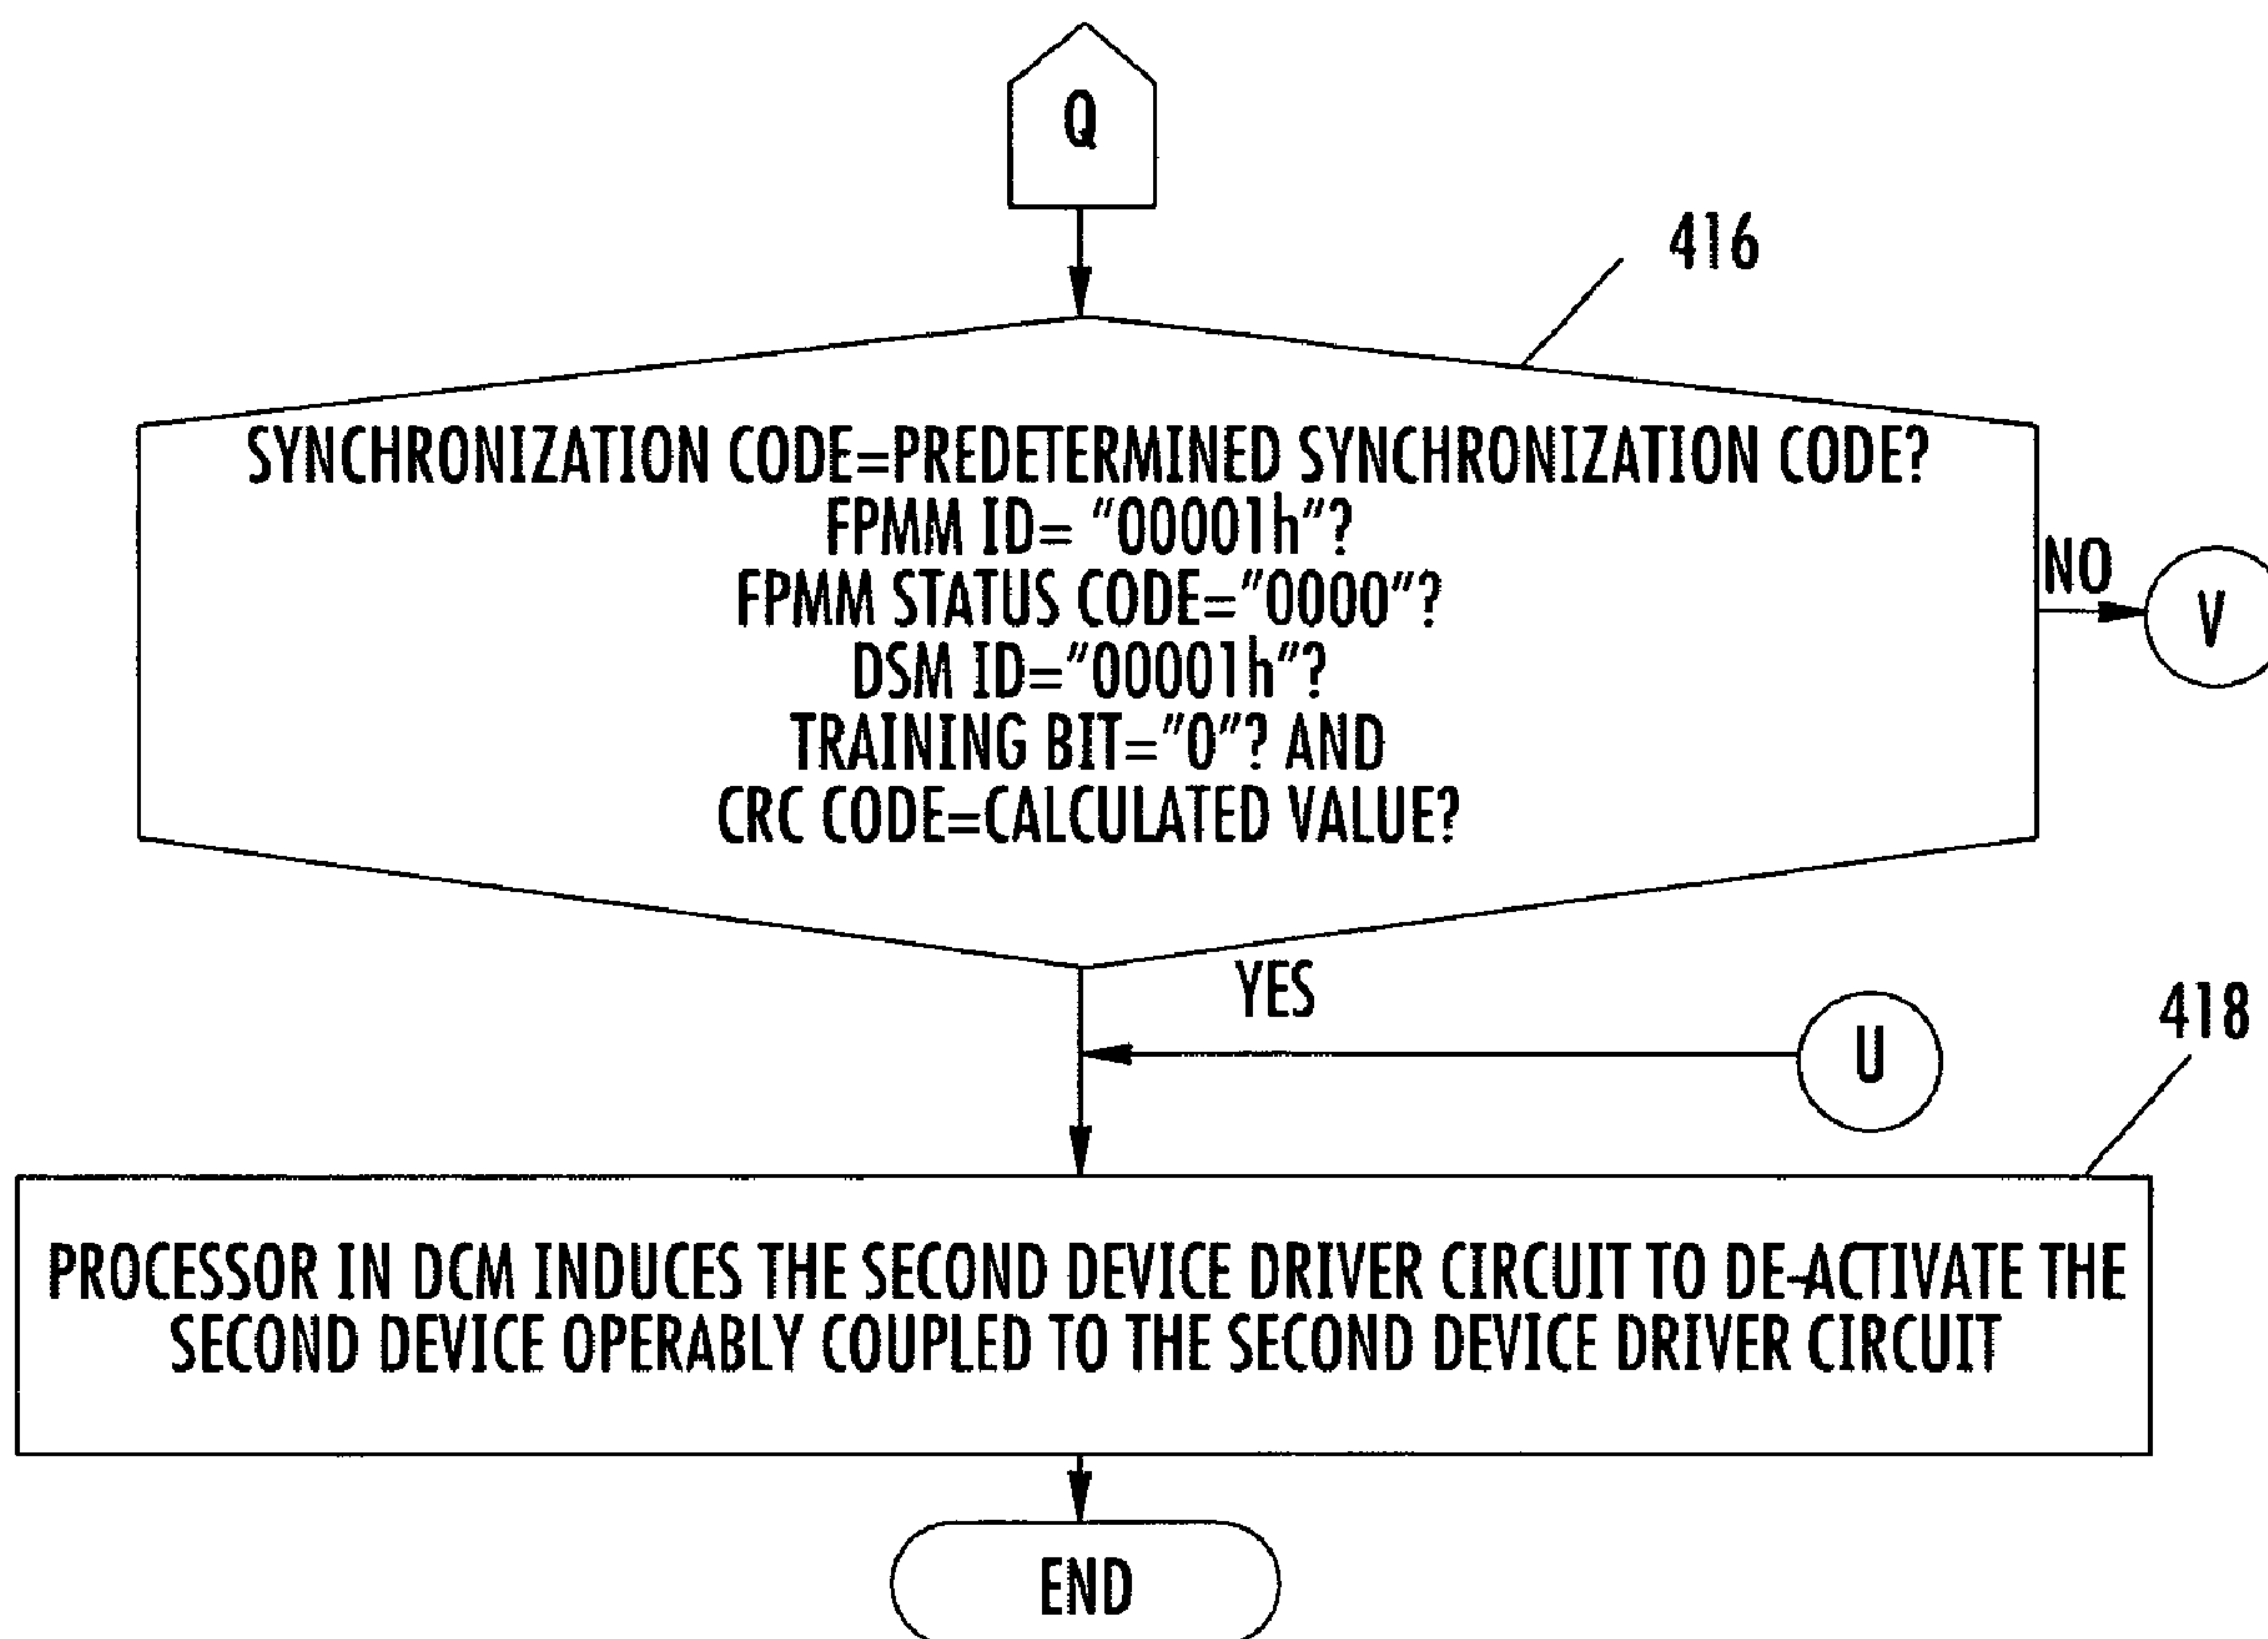 Q
416
SYNCHRONIZATION CODE=PREDETERMINED SYNCHRONIZATION CODE?
FPMM ID= "00001h"?
FPMM STATUS CODE="0000"?
DSM ID="00001h"?
TRAINING BIT="0"? AND
CRC CODE=CALCULATED VALUE?
NO
V
YES
U
418
PROCESSOR IN DCM INDUCES THE SECOND DEVICE DRIVER CIRCUIT TO DE-ACTIVATE THE
SECOND DEVICE OPERABLY COUPLED TO THE SECOND DEVICE DRIVER CIRCUIT
END